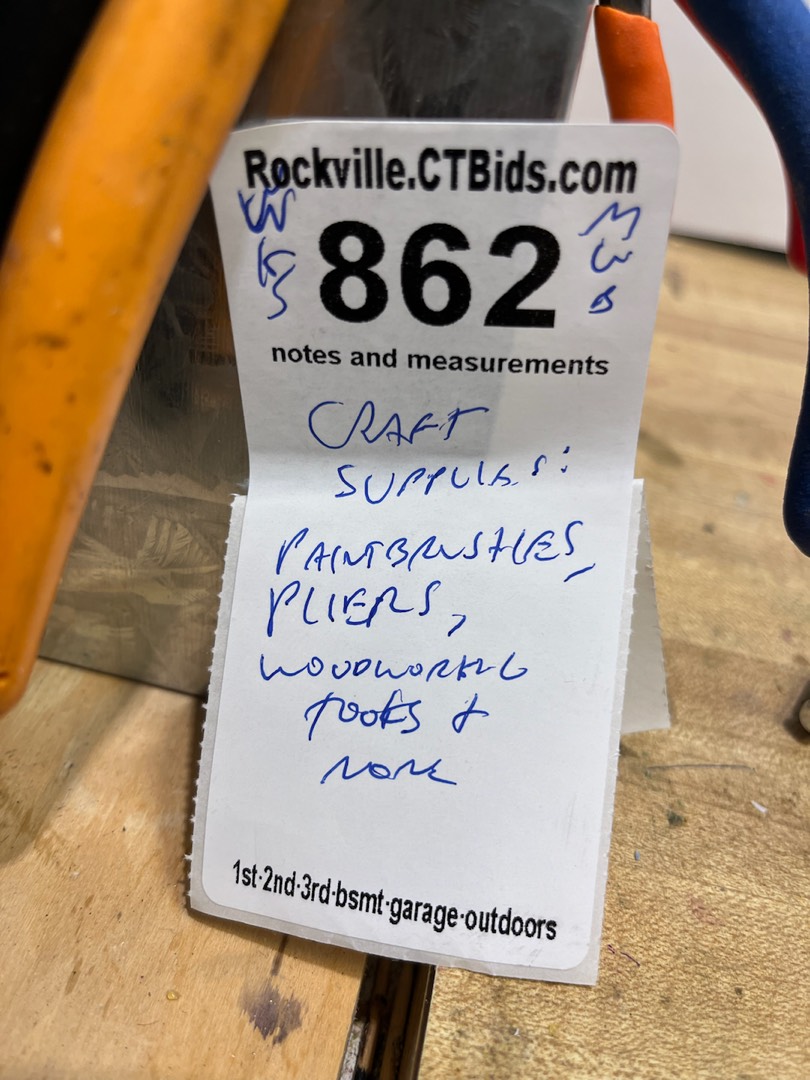 Rockville.CTBids.com
862
notes and measurements
CRAFT
SUPPLIES:
PAINTBRUSHES,
PLIERS,
WOODWORKING
TOOLS &
MORE
1st·2nd·3rd·bsmt·garage·outdoors